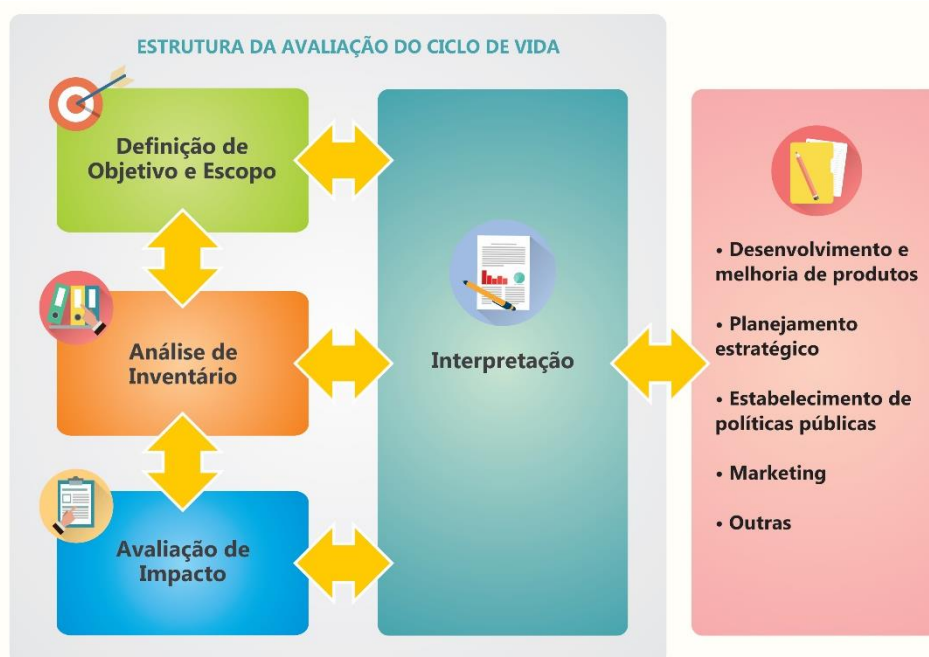 ESTRUTURA DA AVALIAÇÃO DO CICLO DE VIDA
Definição de
Objetivo e Escopo
Análise de
Inventário
Avaliação de
Impacto
Interpretação
• Desenvolvimento e
melhoria de produtos
• Planejamento
estratégico
• Estabelecimento de
políticas públicas
• Marketing
• Outras